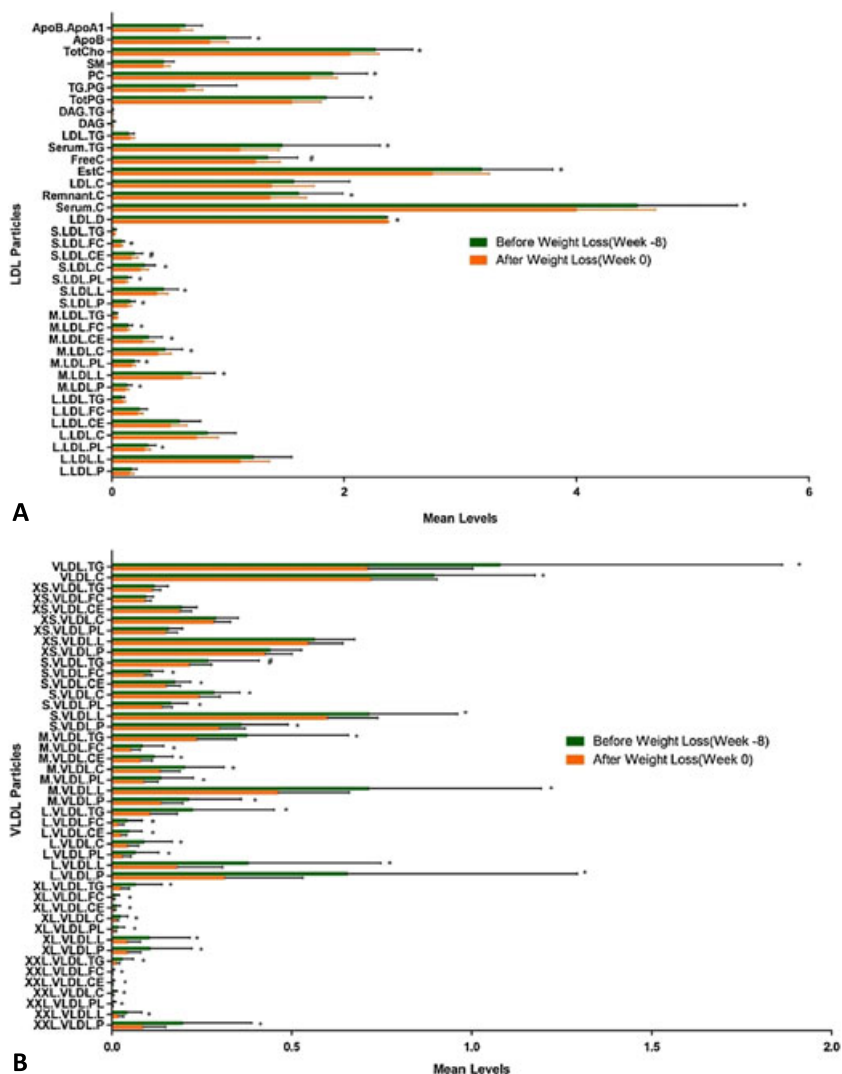 ApoB.ApoA1
ApoB *
TotCho *
SM
PC *
TG.PG
TotPG *
DAG.TG
DAG
LDL.TG
Serum.TG *
FreeC #
EstC *
LDL.C
Remnant.C *
Serum.C *
LDL.D *
S.LDL.TG
S.LDL.FC *
S.LDL.CE #
S.LDL.C *
S.LDL.PL *
S.LDL.L *
S.LDL.P *
M.LDL.TG
M.LDL.FC *
M.LDL.CE *
M.LDL.C *
M.LDL.PL *
M.LDL.L *
M.LDL.P *
L.LDL.TG
L.LDL.FC
L.LDL.CE
L.LDL.C
L.LDL.PL *
L.LDL.L
L.LDL.P
LDL Particles
Before Weight Loss(Week -8)
After Weight Loss(Week 0)
0 2 4 6
Mean Levels
A
VLDL.TG *
VLDL.C *
XS.VLDL.TG
XS.VLDL.FC
XS.VLDL.CE
XS.VLDL.C
XS.VLDL.PL
XS.VLDL.L
XS.VLDL.P
S.VLDL.TG #
S.VLDL.FC *
S.VLDL.CE *
S.VLDL.C *
S.VLDL.PL *
S.VLDL.L *
S.VLDL.P *
M.VLDL.TG *
M.VLDL.FC *
M.VLDL.CE *
M.VLDL.C *
M.VLDL.PL *
M.VLDL.L *
M.VLDL.P *
L.VLDL.TG *
L.VLDL.FC *
L.VLDL.CE *
L.VLDL.C *
L.VLDL.PL *
L.VLDL.L *
L.VLDL.P *
XL.VLDL.TG *
XL.VLDL.FC *
XL.VLDL.CE *
XL.VLDL.C *
XL.VLDL.PL *
XL.VLDL.L *
XL.VLDL.P *
XXL.VLDL.TG *
XXL.VLDL.FC *
XXL.VLDL.CE *
XXL.VLDL.C *
XXL.VLDL.PL *
XXL.VLDL.L *
XXL.VLDL.P *
VLDL Particles
Before Weight Loss(Week -8)
After Weight Loss(Week 0)
0.0 0.5 1.0 1.5 2.0
Mean Levels
B